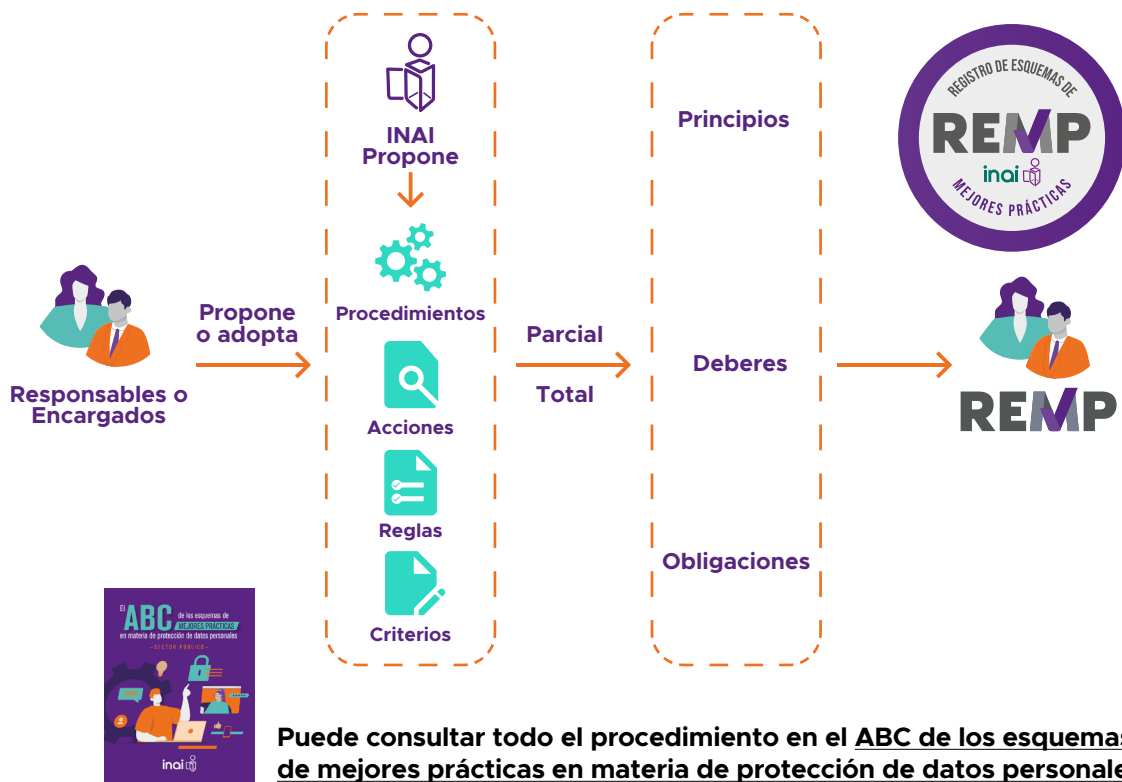 INAI
Propone
Procedimientos
Acciones
Reglas
Criterios
Responsables o
Encargados
Propone
o adopta
Parcial
Total
Principios
Deberes
Obligaciones
REGISTRO DE ESQUEMAS DE
REMP
inai
MEJORES PRÁCTICAS
REMP
El ABC de los esquemas de
MEJORES PRÁCTICAS
en materia de protección de datos personales
—SECTOR PÚBLICO—
inai
Puede consultar todo el procedimiento en el ABC de los esquemas
de mejores prácticas en materia de protección de datos personale